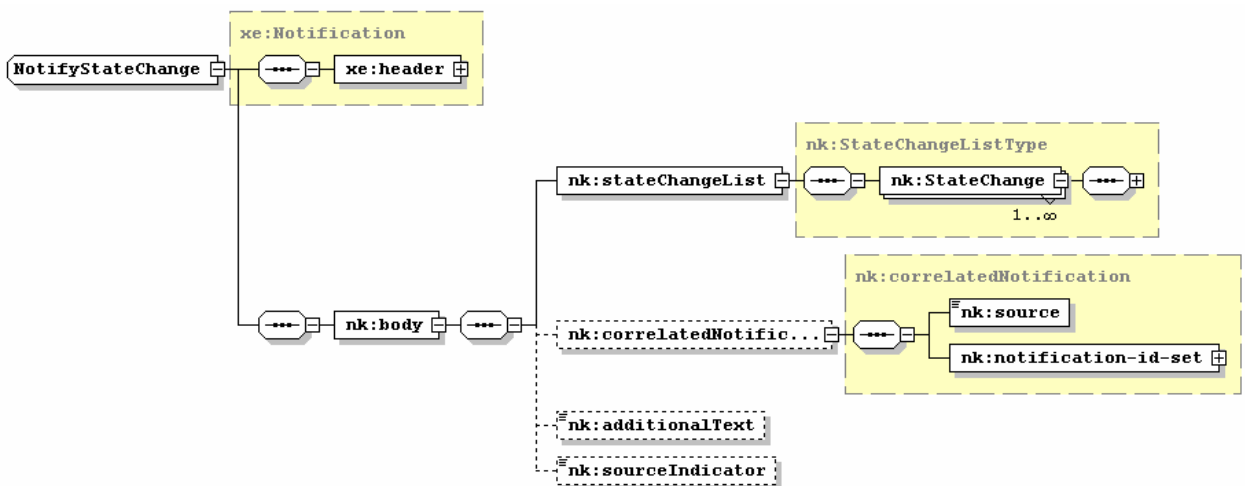 xe:Notification
NotifyStateChange
xe:header
nk:StateChangeListType
nk:stateChangeList
nk:StateChange
1..∞
nk:correlatedNotification
nk:source
nk:body
nk:correlatedNotific...
nk:notification-id-set
nk:additionalText
nk:sourceIndicator